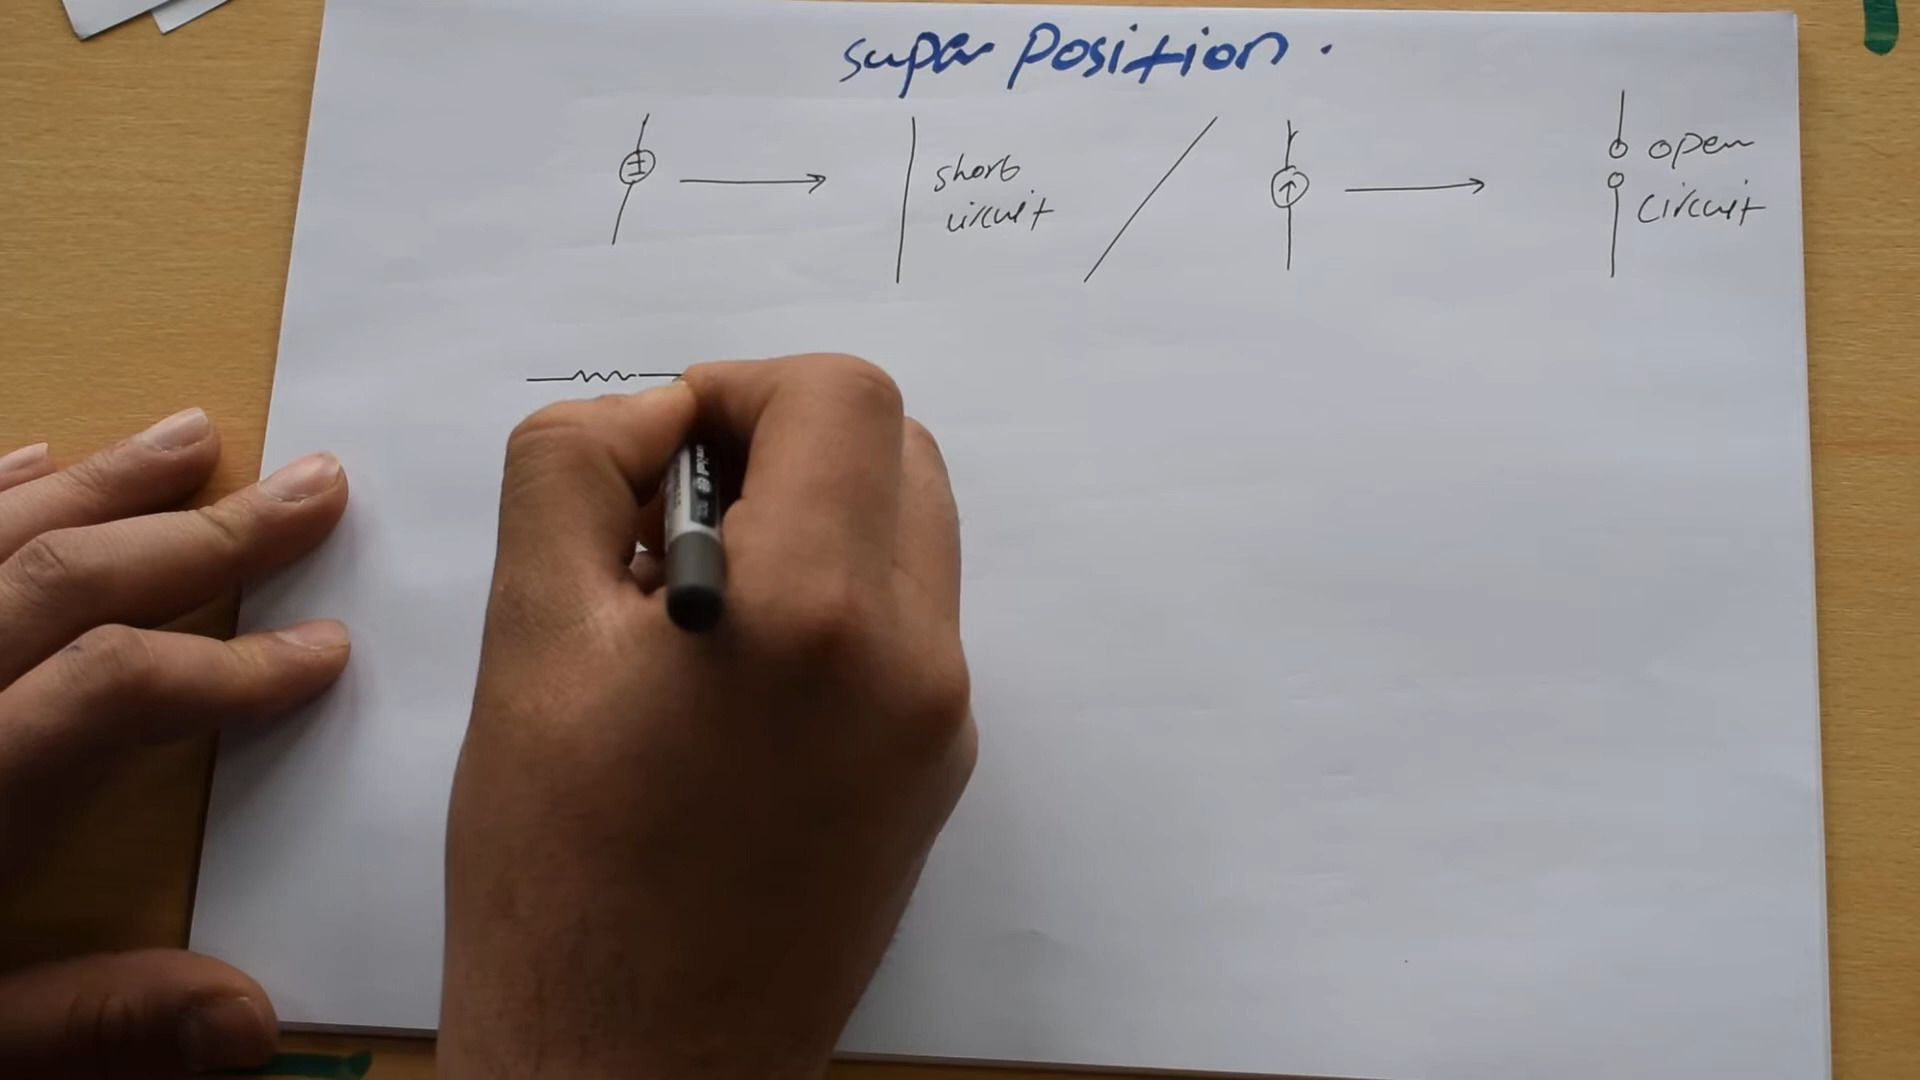 super Position.
short
circuit
open
circuit